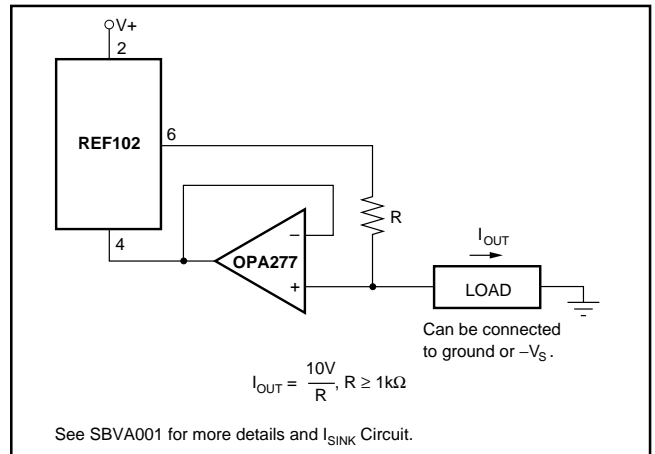 V+
2
REF102
6
R
4
–
OPA277
+
I_OUT
LOAD
Can be connected
to ground or –V_S.
I_OUT = 10V/R, R ≥ 1kΩ
See SBVA001 for more details and I_SINK Circuit.